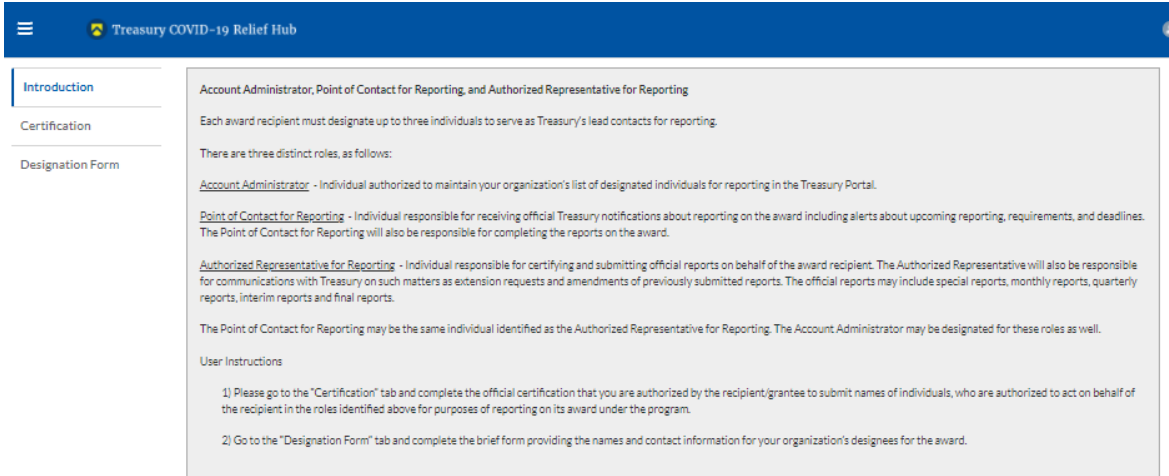 Treasury COVID-19 Relief Hub
Introduction
Certification
Designation Form
Account Administrator, Point of Contact for Reporting, and Authorized Representative for Reporting
Each award recipient must designate up to three individuals to serve as Treasury's lead contacts for reporting.
There are three distinct roles, as follows:
Account Administrator - Individual authorized to maintain your organization's list of designated individuals for reporting in the Treasury Portal.
Point of Contact for Reporting - Individual responsible for receiving official Treasury notifications about reporting on the award including alerts about upcoming reporting, requirements, and deadlines.
The Point of Contact for Reporting will also be responsible for completing the reports on the award.
Authorized Representative for Reporting - Individual responsible for certifying and submitting official reports on behalf of the award recipient. The Authorized Representative will also be responsible
for communications with Treasury on such matters as extension requests and amendments of previously submitted reports. The official reports may include special reports, monthly reports, quarterly
reports, interim reports and final reports.
The Point of Contact for Reporting may be the same individual identified as the Authorized Representative for Reporting. The Account Administrator may be designated for these roles as well.
User Instructions
1) Please go to the "Certification" tab and complete the official certification that you are authorized by the recipient/grantee to submit names of individuals, who are authorized to act on behalf of
the recipient in the roles identified above for purposes of reporting on its award under the program.
2) Go to the "Designation Form" tab and complete the brief form providing the names and contact information for your organization's designees for the award.